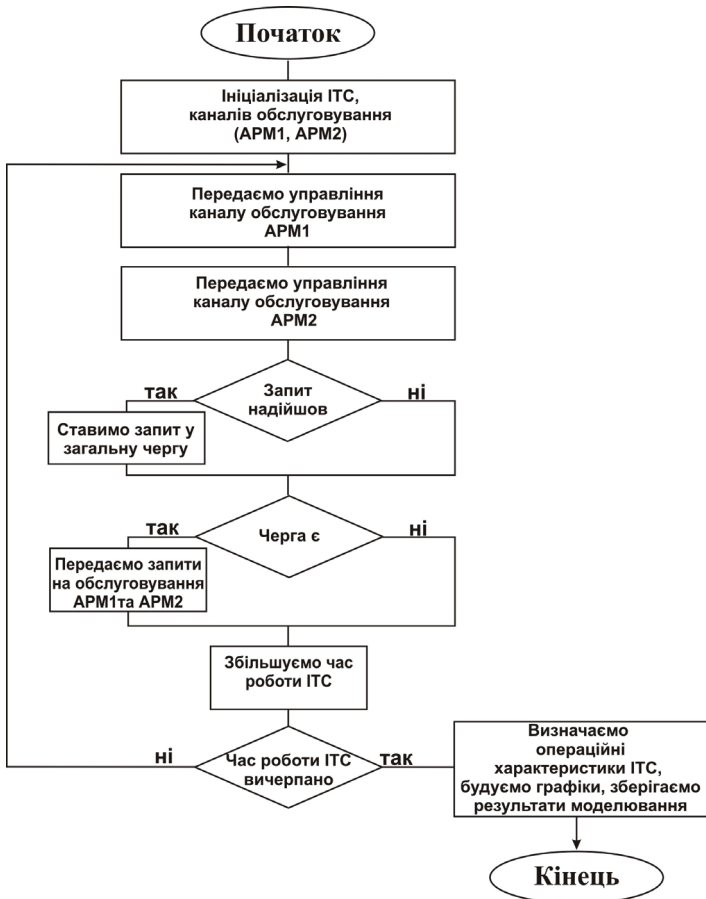 Початок
Ініціалізація ІТС,
каналів обслуговування
(АРМ1, АРМ2)
Передаємо управління
каналу обслуговування
АРМ1
Передаємо управління
каналу обслуговування
АРМ2
так
Запит
надійшов
ні
Ставимо запит у
загальну чергу
так
Черга є
ні
Передаємо запити
на обслуговування
АРМ1та АРМ2
Збільшуємо час
роботи ІТС
ні
Час роботи ІТС
вичерпано
так
Визначаємо
операційні
характеристики ІТС,
будуємо графіки, зберігаємо
результати моделювання
Кінець